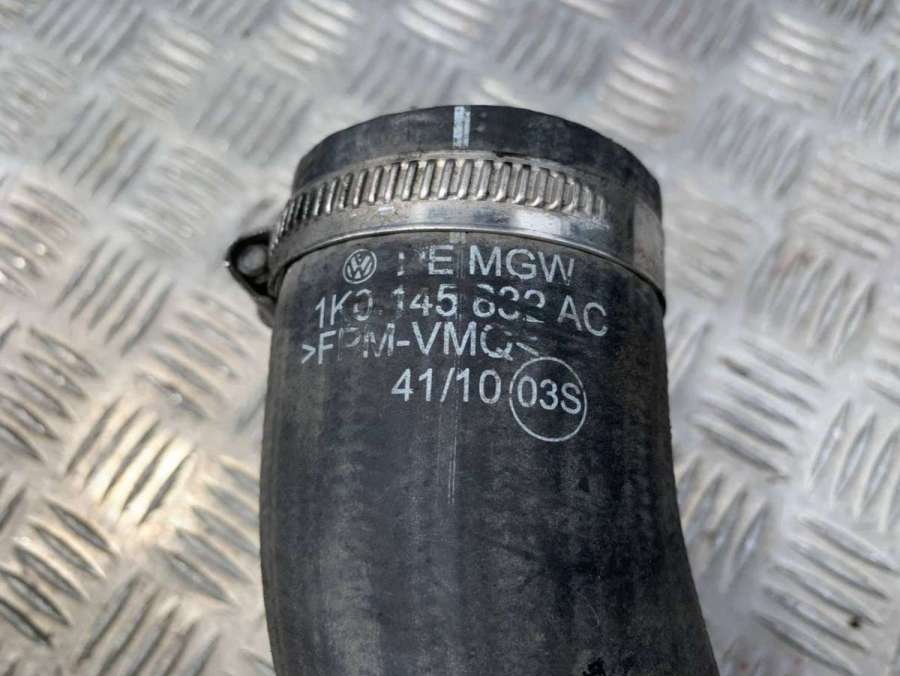 MGW
1K0.145.832 AC
>FPM-VMQ<
41/10 03S